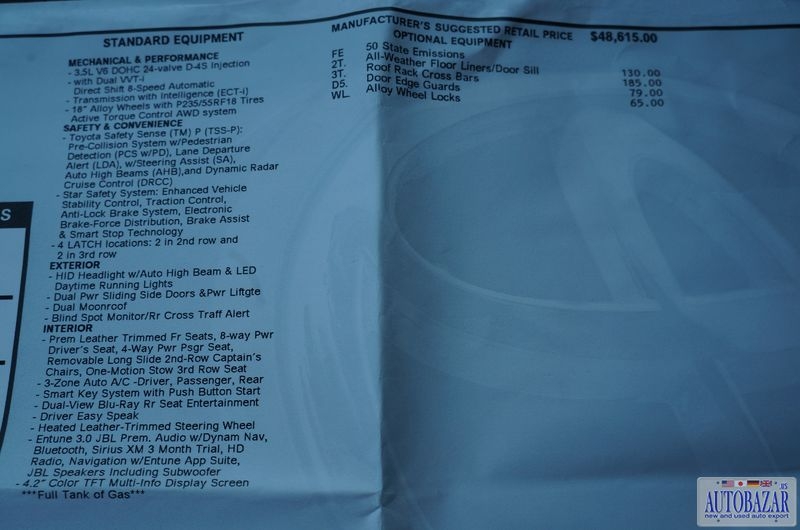 STANDARD EQUIPMENT
MECHANICAL & PERFORMANCE
- 3.5L V6 DOHC 24-valve D-4S Injection
- with Dual VVT-i
Direct Shift 8-Speed Automatic
- Transmission with Intelligence (ECT-i)
- 18" Alloy Wheels with P235/55RF18 Tires
Active Torque Control AWD system
SAFETY & CONVENIENCE
- Toyota Safety Sense (TM) P (TSS-P):
Pre-Collision System w/Pedestrian
Detection (PCS w/PD), Lane Departure
Alert (LDA), w/Steering Assist (SA),
Auto High Beams (AHB),and Dynamic Radar
Cruise Control (DRCC)
- Star Safety System: Enhanced Vehicle
Stability Control, Traction Control,
Anti-Lock Brake System, Electronic
Brake-Force Distribution, Brake Assist
& Smart Stop Technology
- 4 LATCH locations: 2 in 2nd row and
2 in 3rd row
EXTERIOR
- HID Headlight w/Auto High Beam & LED
Daytime Running Lights
- Dual Pwr Sliding Side Doors &Pwr Liftgte
- Dual Moonroof
- Blind Spot Monitor/Rr Cross Traff Alert
INTERIOR
- Prem Leather Trimmed Fr Seats, 8-way Pwr
Driver's Seat, 4-Way Pwr Psgr Seat,
Removable Long Slide 2nd-Row Captain's
Chairs, One-Motion Stow 3rd Row Seat
- 3-Zone Auto A/C -Driver, Passenger, Rear
- Smart Key System with Push Button Start
- Dual-View Blu-Ray Rr Seat Entertainment
- Driver Easy Speak
- Heated Leather-Trimmed Steering Wheel
- Entune 3.0 JBL Prem. Audio w/Dynam Nav,
Bluetooth, Sirius XM 3 Month Trial, HD
Radio, Navigation w/Entune App Suite,
JBL Speakers Including Subwoofer
- 4.2" Color TFT Multi-Info Display Screen
***Full Tank of Gas***
MANUFACTURER'S SUGGESTED RETAIL PRICE $48,615.00
OPTIONAL EQUIPMENT
FE 50 State Emissions
2T. All-Weather Floor Liners/Door Sill 130.00
3T. Roof Rack Cross Bars 185.00
D5. Door Edge Guards 79.00
WL. Alloy Wheel Locks 65.00
S
.US
AUTOBAZAR
new and used auto export